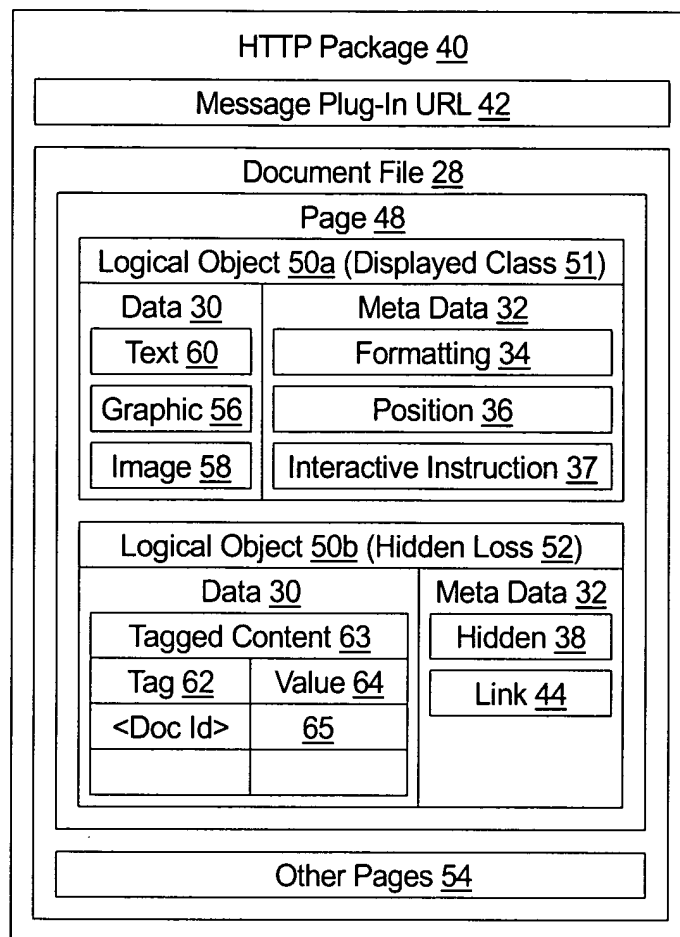 HTTP Package 40
Message Plug-In URL 42
Document File 28
Page 48
Logical Object 50a (Displayed Class 51)
Data 30
Meta Data 32
Text 60
Formatting 34
Graphic 56
Position 36
Image 58
Interactive Instruction 37
Logical Object 50b (Hidden Loss 52)
Data 30
Meta Data 32
Tagged Content 63
Hidden 38
Tag 62
Value 64
Link 44
<Doc Id>
65
Other Pages 54